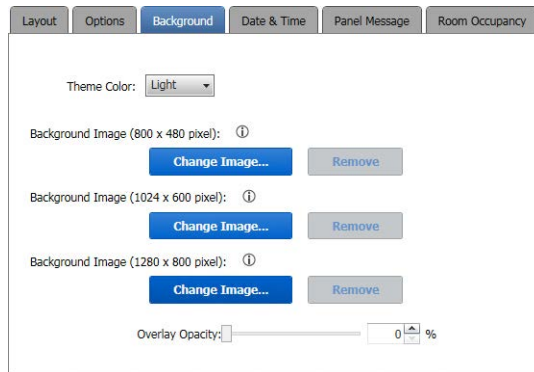 Layout Options Background Date & Time Panel Message Room Occupancy
Theme Color: Light
Background Image (800 x 480 pixel):
Change Image... Remove
Background Image (1024 x 600 pixel):
Change Image... Remove
Background Image (1280 x 800 pixel):
Change Image... Remove
Overlay Opacity: 0 %